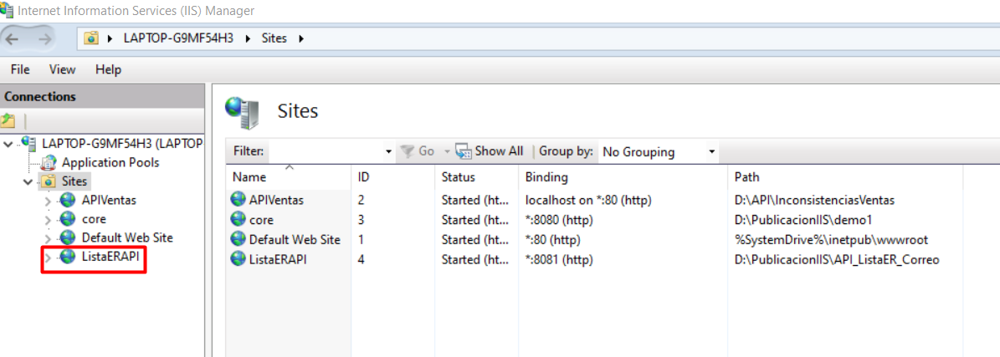 Internet Information Services (IIS) Manager
LAPTOP-G9MF54H3 Sites
File View Help
Connections
LAPTOP-G9MF54H3 (LAPTOP
Application Pools
Sites
APIVentas
core
Default Web Site
ListaERAPI
Sites
Filter: Go Show All Group by: No Grouping
Name ID Status Binding Path
APIVentas 2 Started (ht... localhost on *:80 (http) D:\API\InconsistenciasVentas
core 3 Started (ht... *:8080 (http) D:\PublicacionIIS\demo1
Default Web Site 1 Started (ht... *:80 (http) %SystemDrive%\inetpub\wwwroot
ListaERAPI 4 Started (ht... *:8081 (http) D:\PublicacionIIS\API_ListaER_Correo